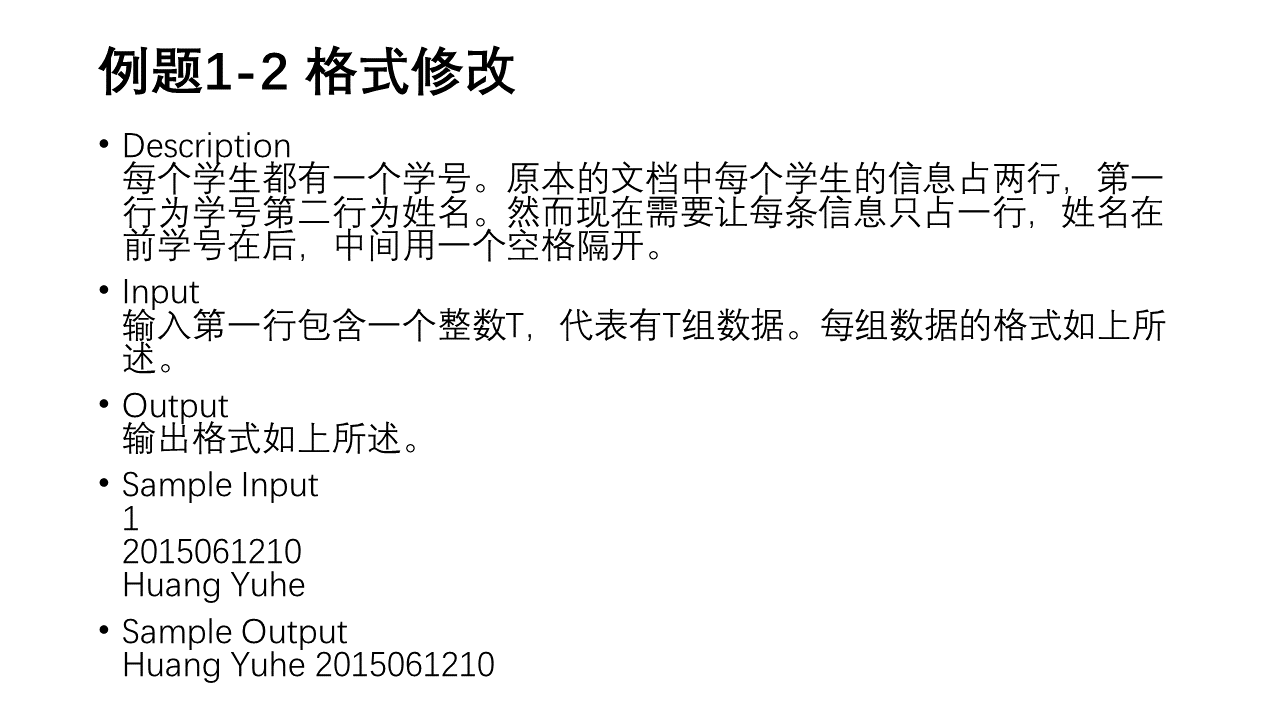 例题1-2 格式修改
• Description
每个学生都有一个学号。原本的文档中每个学生的信息占两行，第一
行为学号第二行为姓名。然而现在需要让每条信息只占一行，姓名在
前学号在后，中间用一个空格隔开。
• Input
输入第一行包含一个整数T，代表有T组数据。每组数据的格式如上所
述。
• Output
输出格式如上所述。
• Sample Input
1
2015061210
Huang Yuhe
• Sample Output
Huang Yuhe 2015061210